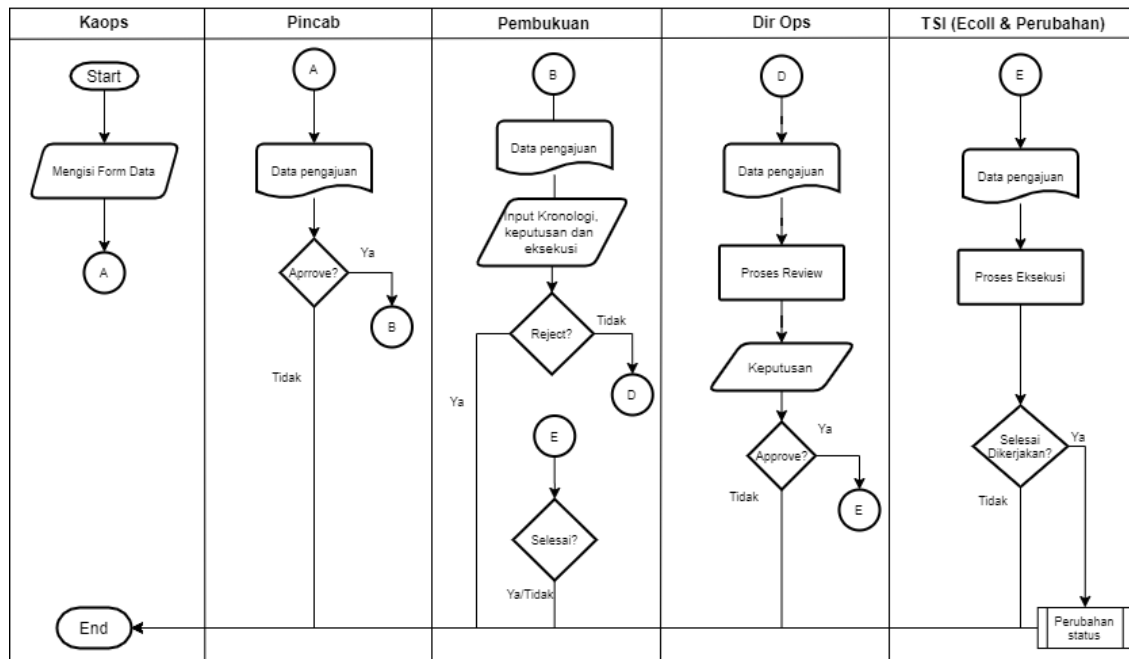 Kaops
Pincab
Pembukuan
Dir Ops
TSI (Ecoll & Perubahan)
Start
Mengisi Form Data
A
End
A
Data pengajuan
Aprrove?
Ya
B
Tidak
B
Data pengajuan
Input Kronologi,
keputusan dan
eksekusi
Reject?
Tidak
D
Ya
E
Selesai?
Ya/Tidak
D
Data pengajuan
Proses Review
Keputusan
Approve?
Ya
E
Tidak
E
Data pengajuan
Proses Eksekusi
Selesai
Dikerjakan?
Ya
Tidak
Perubahan
status